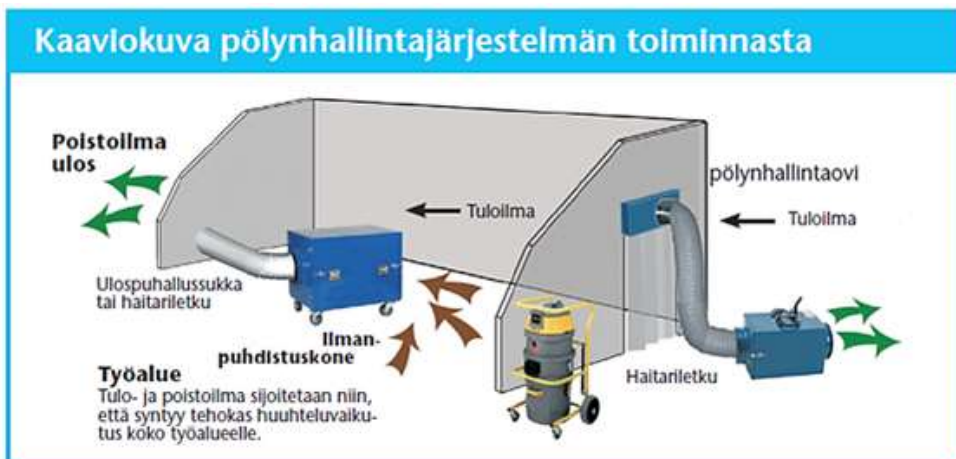 Kaaviokuva pölynhallintajärjestelmän toiminnasta
Poistoilma
ulos
pölynhallintaovi
Tuloilma
Tuloilma
Ulospuhallussukka
tai haitariletku
Ilman-
puhdistuskone
Haitariletku
Työalue
Tulo- ja poistoilma sijoitetaan niin,
että syntyy tehokas huuhteluvaiku-
tus koko työalueelle.